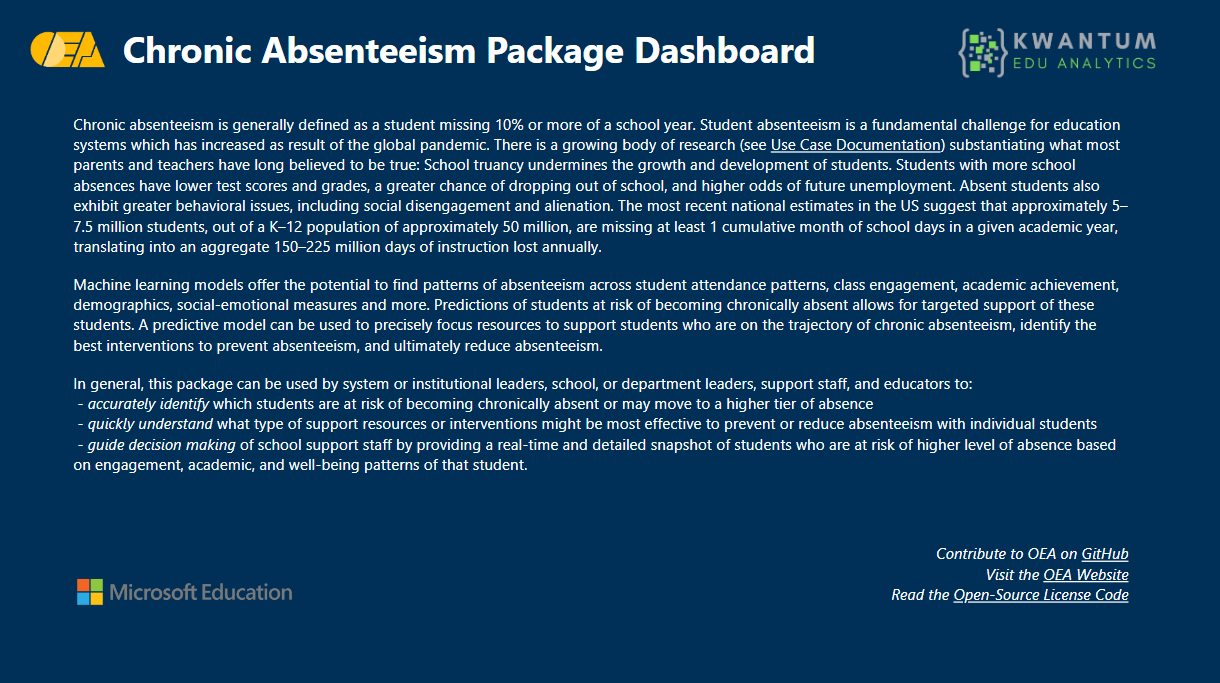 OEA Chronic Absenteeism Package Dashboard
KWANTUM
EDU ANALYTICS
Chronic absenteeism is generally defined as a student missing 10% or more of a school year. Student absenteeism is a fundamental challenge for education
systems which has increased as result of the global pandemic. There is a growing body of research (see Use Case Documentation) substantiating what most
parents and teachers have long believed to be true: School truancy undermines the growth and development of students. Students with more school
absences have lower test scores and grades, a greater chance of dropping out of school, and higher odds of future unemployment. Absent students also
exhibit greater behavioral issues, including social disengagement and alienation. The most recent national estimates in the US suggest that approximately 5–
7.5 million students, out of a K–12 population of approximately 50 million, are missing at least 1 cumulative month of school days in a given academic year,
translating into an aggregate 150–225 million days of instruction lost annually.
Machine learning models offer the potential to find patterns of absenteeism across student attendance patterns, class engagement, academic achievement,
demographics, social-emotional measures and more. Predictions of students at risk of becoming chronically absent allows for targeted support of these
students. A predictive model can be used to precisely focus resources to support students who are on the trajectory of chronic absenteeism, identify the
best interventions to prevent absenteeism, and ultimately reduce absenteeism.
In general, this package can be used by system or institutional leaders, school, or department leaders, support staff, and educators to:
- accurately identify which students are at risk of becoming chronically absent or may move to a higher tier of absence
- quickly understand what type of support resources or interventions might be most effective to prevent or reduce absenteeism with individual students
- guide decision making of school support staff by providing a real-time and detailed snapshot of students who are at risk of higher level of absence based
on engagement, academic, and well-being patterns of that student.
Contribute to OEA on GitHub
Visit the OEA Website
Read the Open-Source License Code
Microsoft Education